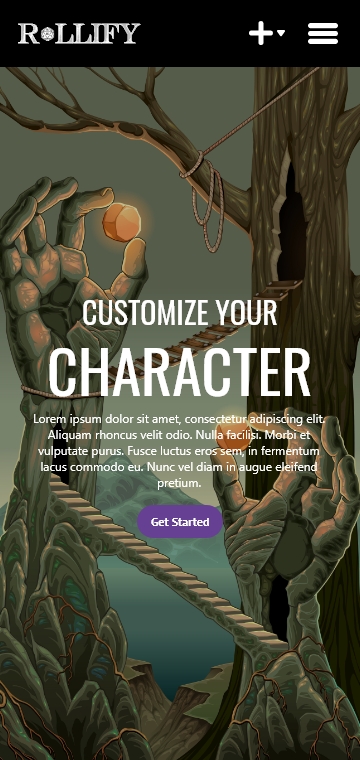 ROLLIFY
CUSTOMIZE YOUR
CHARACTER
Lorem ipsum dolor sit amet, consectetur adipiscing elit.
Aliquam rhoncus velit odio. Nulla facilisi. Morbi et
vulputate purus. Fusce luctus eros sem, in fermentum
lacus commodo eu. Nunc vel diam in augue eleifend
pretium.
Get Started